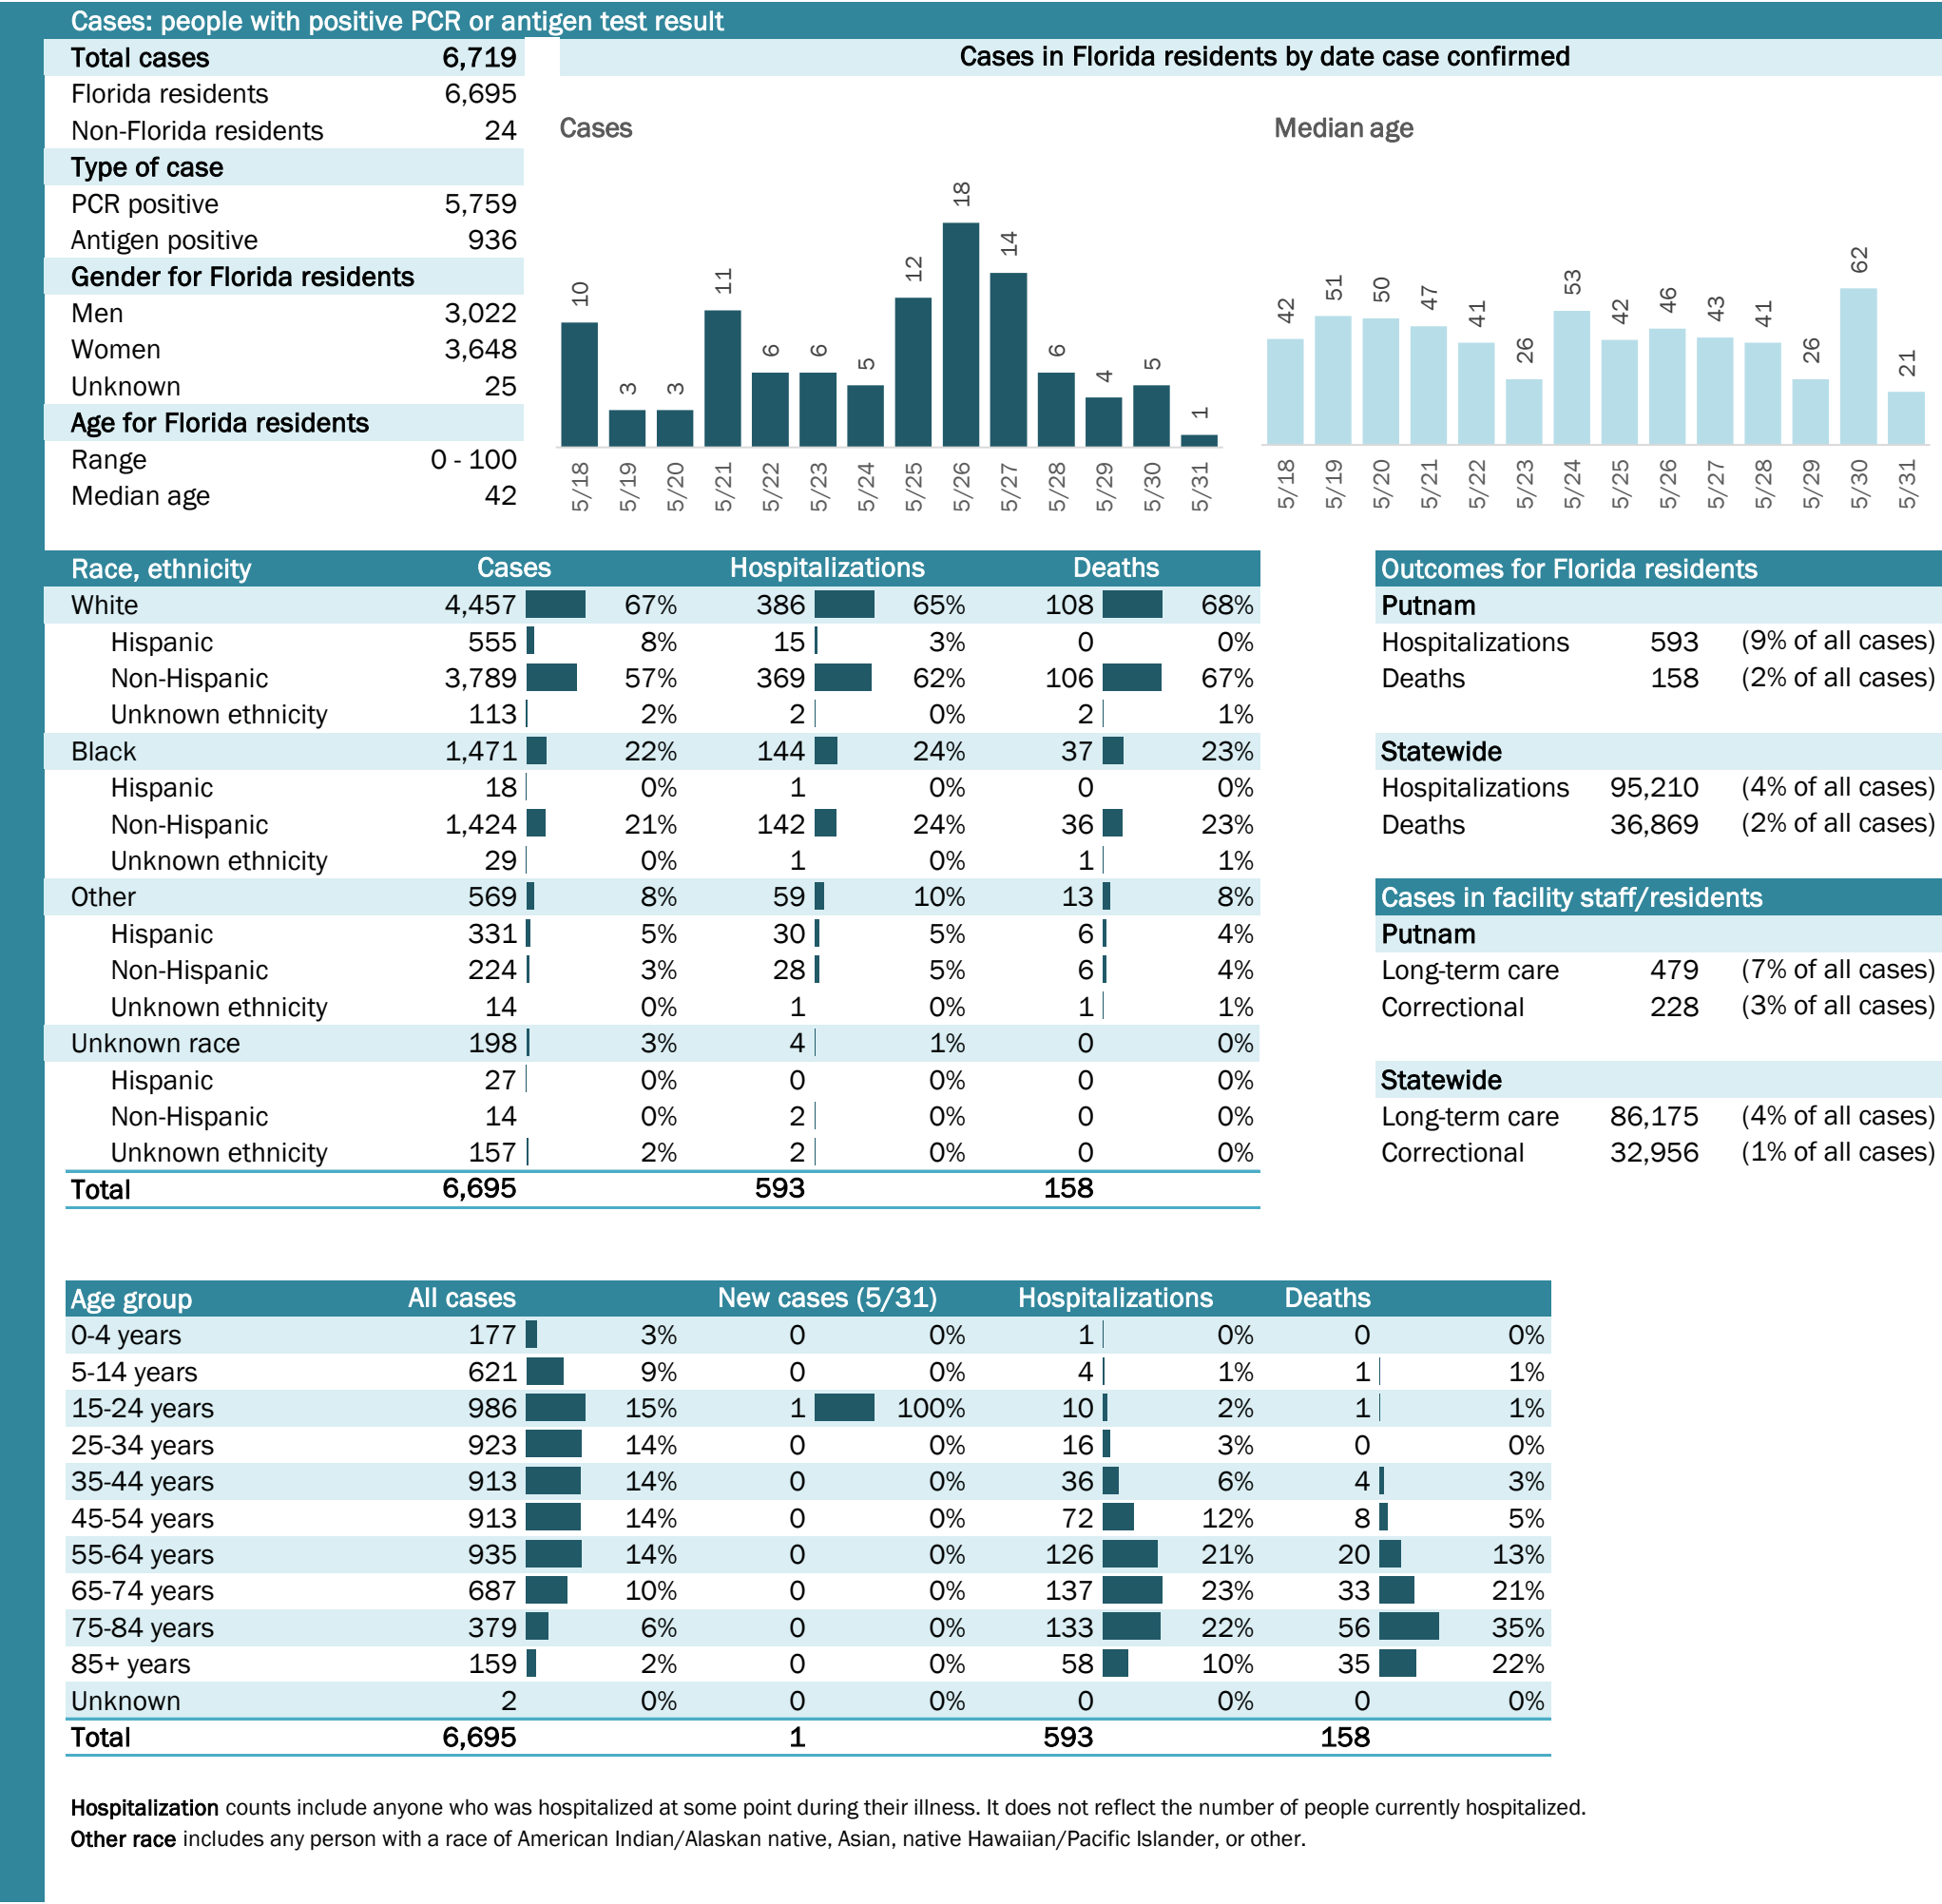 Cases: people with positive PCR or antigen test result
Total cases 6,719
Florida residents 6,695
Non-Florida residents 24
Type of case
PCR positive 5,759
Antigen positive 936
Gender for Florida residents
Men 3,022
Women 3,648
Unknown 25
Age for Florida residents
Range 0 - 100
Median age 42
Cases in Florida residents by date case confirmed
Cases
10 3 3 11 6 6 5 12 18 14 6 4 5 1
5/18 5/19 5/20 5/21 5/22 5/23 5/24 5/25 5/26 5/27 5/28 5/29 5/30 5/31
Median age
42 51 50 47 41 26 53 42 46 43 41 26 62 21
5/18 5/19 5/20 5/21 5/22 5/23 5/24 5/25 5/26 5/27 5/28 5/29 5/30 5/31
Race, ethnicity Cases Hospitalizations Deaths
White 4,457 67% 386 65% 108 68%
Hispanic 555 8% 15 3% 0 0%
Non-Hispanic 3,789 57% 369 62% 106 67%
Unknown ethnicity 113 2% 2 0% 2 1%
Black 1,471 22% 144 24% 37 23%
Hispanic 18 0% 1 0% 0 0%
Non-Hispanic 1,424 21% 142 24% 36 23%
Unknown ethnicity 29 0% 1 0% 1 1%
Other 569 8% 59 10% 13 8%
Hispanic 331 5% 30 5% 6 4%
Non-Hispanic 224 3% 28 5% 6 4%
Unknown ethnicity 14 0% 1 0% 1 1%
Unknown race 198 3% 4 1% 0 0%
Hispanic 27 0% 0 0% 0 0%
Non-Hispanic 14 0% 2 0% 0 0%
Unknown ethnicity 157 2% 2 0% 0 0%
Total 6,695 593 158
Outcomes for Florida residents
Putnam
Hospitalizations 593 (9% of all cases)
Deaths 158 (2% of all cases)
Statewide
Hospitalizations 95,210 (4% of all cases)
Deaths 36,869 (2% of all cases)
Cases in facility staff/residents
Putnam
Long-term care 479 (7% of all cases)
Correctional 228 (3% of all cases)
Statewide
Long-term care 86,175 (4% of all cases)
Correctional 32,956 (1% of all cases)
Age group All cases New cases (5/31) Hospitalizations Deaths
0-4 years 177 3% 0 0% 1 0% 0 0%
5-14 years 621 9% 0 0% 4 1% 1 1%
15-24 years 986 15% 1 100% 10 2% 1 1%
25-34 years 923 14% 0 0% 16 3% 0 0%
35-44 years 913 14% 0 0% 36 6% 4 3%
45-54 years 913 14% 0 0% 72 12% 8 5%
55-64 years 935 14% 0 0% 126 21% 20 13%
65-74 years 687 10% 0 0% 137 23% 33 21%
75-84 years 379 6% 0 0% 133 22% 56 35%
85+ years 159 2% 0 0% 58 10% 35 22%
Unknown 2 0% 0 0% 0 0% 0 0%
Total 6,695 1 593 158
Hospitalization counts include anyone who was hospitalized at some point during their illness. It does not reflect the number of people currently hospitalized.
Other race includes any person with a race of American Indian/Alaskan native, Asian, native Hawaiian/Pacific Islander, or other.